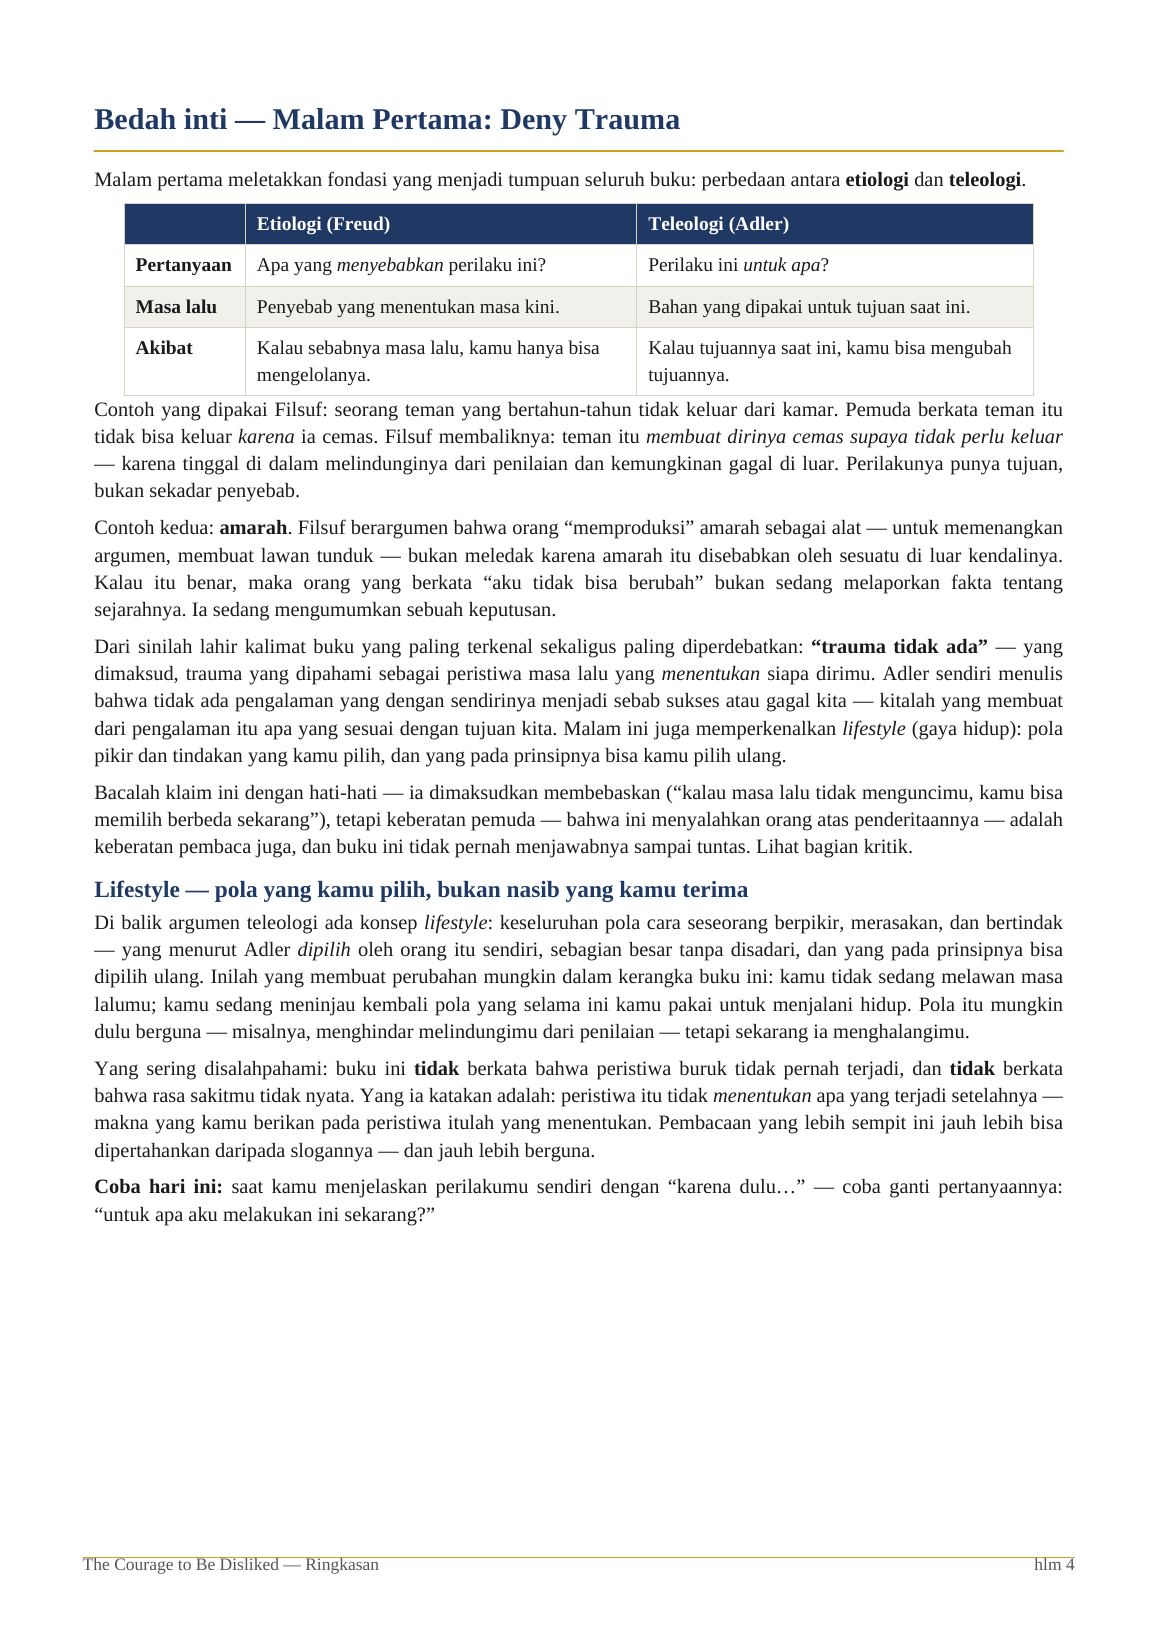 Bedah inti — Malam Pertama: Deny Trauma
Malam pertama meletakkan fondasi yang menjadi tumpuan seluruh buku: perbedaan antara etiologi dan teleologi.
Etiologi (Freud) Teleologi (Adler)
Pertanyaan Apa yang menyebabkan perilaku ini? Perilaku ini untuk apa?
Masa lalu Penyebab yang menentukan masa kini. Bahan yang dipakai untuk tujuan saat ini.
Akibat Kalau sebabnya masa lalu, kamu hanya bisa Kalau tujuannya saat ini, kamu bisa mengubah
mengelolanya. tujuannya.
Contoh yang dipakai Filsuf: seorang teman yang bertahun-tahun tidak keluar dari kamar. Pemuda berkata teman itu
tidak bisa keluar karena ia cemas. Filsuf membaliknya: teman itu membuat dirinya cemas supaya tidak perlu keluar
— karena tinggal di dalam melindunginya dari penilaian dan kemungkinan gagal di luar. Perilakunya punya tujuan,
bukan sekadar penyebab.
Contoh kedua: amarah. Filsuf berargumen bahwa orang “memproduksi” amarah sebagai alat — untuk memenangkan
argumen, membuat lawan tunduk — bukan meledak karena amarah itu disebabkan oleh sesuatu di luar kendalinya.
Kalau itu benar, maka orang yang berkata “aku tidak bisa berubah” bukan sedang melaporkan fakta tentang
sejarahnya. Ia sedang mengumumkan sebuah keputusan.
Dari sinilah lahir kalimat buku yang paling terkenal sekaligus paling diperdebatkan: “trauma tidak ada” — yang
dimaksud, trauma yang dipahami sebagai peristiwa masa lalu yang menentukan siapa dirimu. Adler sendiri menulis
bahwa tidak ada pengalaman yang dengan sendirinya menjadi sebab sukses atau gagal kita — kitalah yang membuat
dari pengalaman itu apa yang sesuai dengan tujuan kita. Malam ini juga memperkenalkan lifestyle (gaya hidup): pola
pikir dan tindakan yang kamu pilih, dan yang pada prinsipnya bisa kamu pilih ulang.
Bacalah klaim ini dengan hati-hati — ia dimaksudkan membebaskan (“kalau masa lalu tidak menguncimu, kamu bisa
memilih berbeda sekarang”), tetapi keberatan pemuda — bahwa ini menyalahkan orang atas penderitaannya — adalah
keberatan pembaca juga, dan buku ini tidak pernah menjawabnya sampai tuntas. Lihat bagian kritik.
Lifestyle — pola yang kamu pilih, bukan nasib yang kamu terima
Di balik argumen teleologi ada konsep lifestyle: keseluruhan pola cara seseorang berpikir, merasakan, dan bertindak
— yang menurut Adler dipilih oleh orang itu sendiri, sebagian besar tanpa disadari, dan yang pada prinsipnya bisa
dipilih ulang. Inilah yang membuat perubahan mungkin dalam kerangka buku ini: kamu tidak sedang melawan masa
lalumu; kamu sedang meninjau kembali pola yang selama ini kamu pakai untuk menjalani hidup. Pola itu mungkin
dulu berguna — misalnya, menghindar melindungimu dari penilaian — tetapi sekarang ia menghalangimu.
Yang sering disalahpahami: buku ini tidak berkata bahwa peristiwa buruk tidak pernah terjadi, dan tidak berkata
bahwa rasa sakitmu tidak nyata. Yang ia katakan adalah: peristiwa itu tidak menentukan apa yang terjadi setelahnya —
makna yang kamu berikan pada peristiwa itulah yang menentukan. Pembacaan yang lebih sempit ini jauh lebih bisa
dipertahankan daripada slogannya — dan jauh lebih berguna.
Coba hari ini: saat kamu menjelaskan perilakumu sendiri dengan “karena dulu…” — coba ganti pertanyaannya:
“untuk apa aku melakukan ini sekarang?”
The Courage to Be Disliked — Ringkasan hlm 4